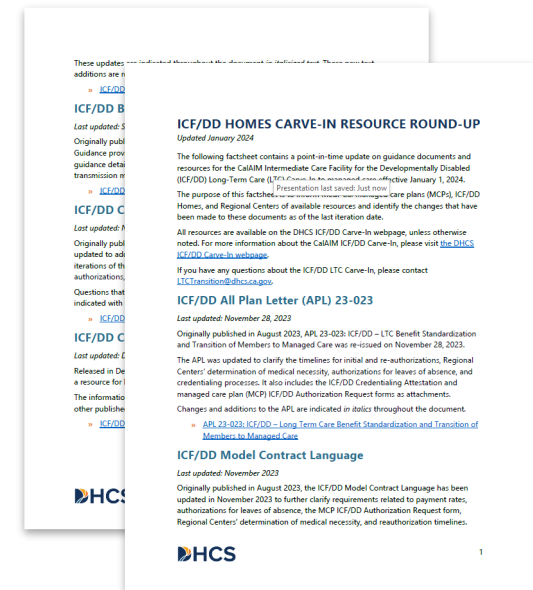 These updates are indicated throughout the document in italicized text. These new text
additions are r
» ICF/DD
ICF/DD B
Last updated: S
Originally publ
Guidance prov
guidance detai
transmission m
» ICF/DD
ICF/DD C
Last updated: N
Originally publ
updated to add
iterations of th
authorizations,
Questions that
indicated with
» ICF/DD
ICF/DD C
Last updated: D
Released in De
a resource for
The informatio
other publishe
» ICF/DD
DHCS
ICF/DD HOMES CARVE-IN RESOURCE ROUND-UP
Updated January 2024
The following factsheet contains a point-in-time update on guidance documents and
resources for the CalAIM Intermediate Care Facility for the Developmentally Disabled
(ICF/DD) Long-Term Care (LTC) Carve-In to managed care effective January 1, 2024.
Presentation last saved: Just now
The purpose of this factsheet is to inform Medi-Cal managed care plans (MCPs), ICF/DD
Homes, and Regional Centers of available resources and identify the changes that have
been made to these documents as of the last iteration date.
All resources are available on the DHCS ICF/DD Carve-In webpage, unless otherwise
noted. For more information about the CalAIM ICF/DD Carve-In, please visit the DHCS
ICF/DD Carve-In webpage.
If you have any questions about the ICF/DD LTC Carve-In, please contact
LTCTransition@dhcs.ca.gov.
ICF/DD All Plan Letter (APL) 23-023
Last updated: November 28, 2023
Originally published in August 2023, APL 23-023: ICF/DD – LTC Benefit Standardization
and Transition of Members to Managed Care was re-issued on November 28, 2023.
The APL was updated to clarify the timelines for initial and re-authorizations, Regional
Centers' determination of medical necessity, authorizations for leaves of absence, and
credentialing processes. It also includes the ICF/DD Credentialing Attestation and
managed care plan (MCP) ICF/DD Authorization Request forms as attachments.
Changes and additions to the APL are indicated in italics throughout the document.
» APL 23-023: ICF/DD – Long Term Care Benefit Standardization and Transition of
Members to Managed Care
ICF/DD Model Contract Language
Last updated: November 2023
Originally published in August 2023, the ICF/DD Model Contract Language has been
updated in November 2023 to further clarify requirements related to payment rates,
authorizations for leaves of absence, the MCP ICF/DD Authorization Request form,
Regional Centers' determination of medical necessity, and reauthorization timelines.
DHCS
1